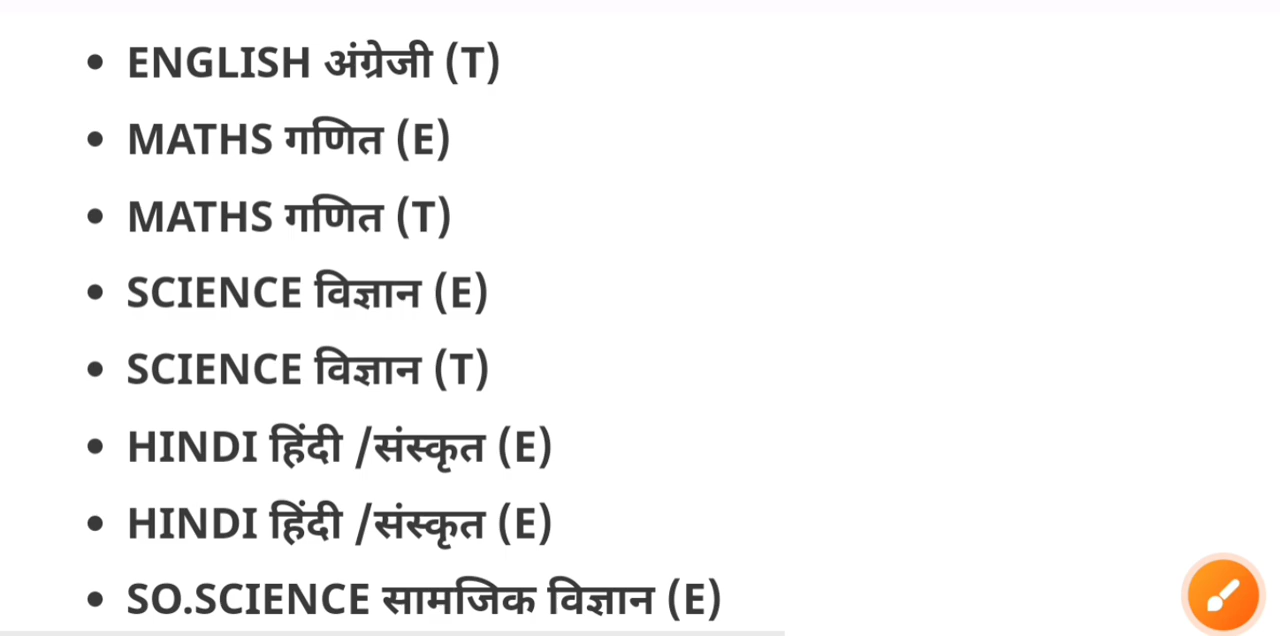 • ENGLISH अंग्रेजी (T)
• MATHS गणित (E)
• MATHS गणित (T)
• SCIENCE विज्ञान (E)
• SCIENCE विज्ञान (T)
• HINDI हिंदी /संस्कृत (E)
• HINDI हिंदी /संस्कृत (E)
• SO.SCIENCE सामजिक विज्ञान (E)